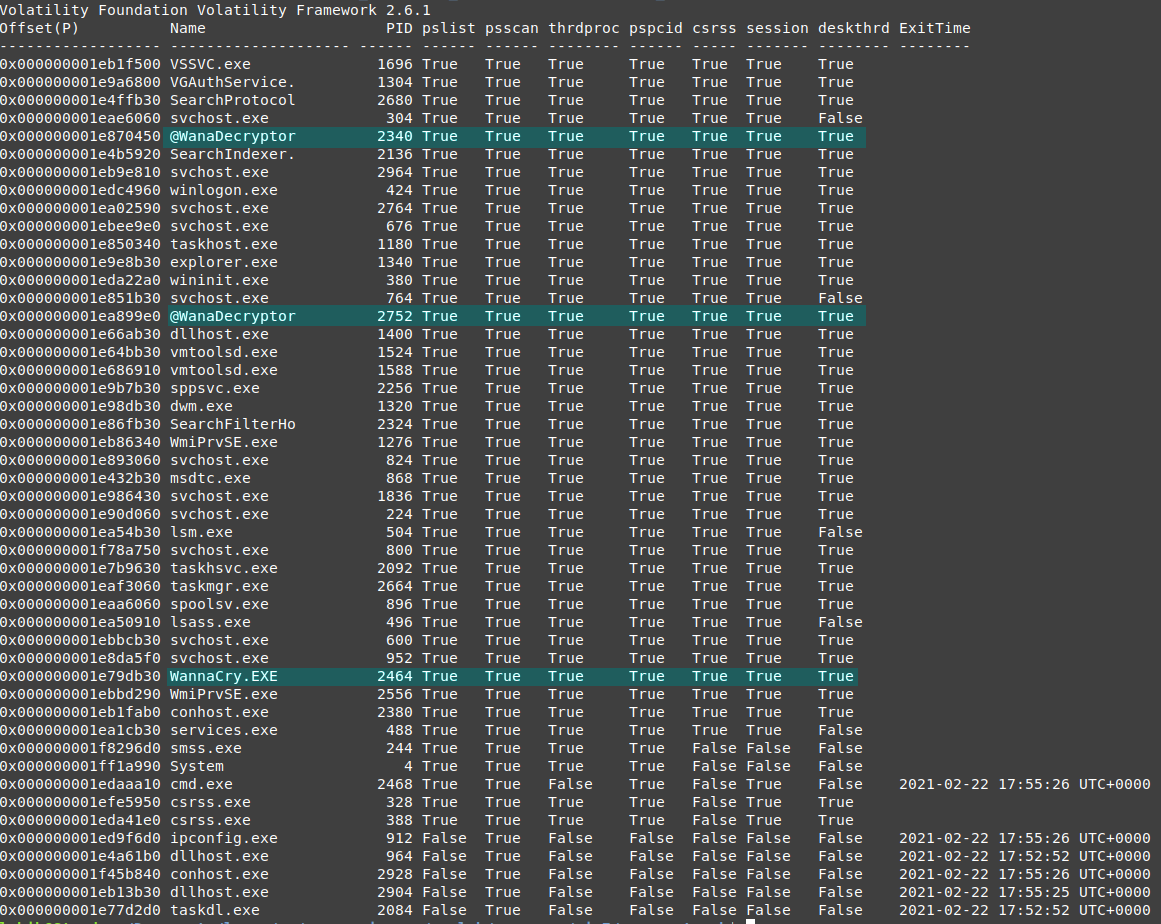 Volatility Foundation Volatility Framework 2.6.1
Offset(P) Name PID pslist psscan thrdproc pspcid csrss session deskthrd ExitTime
------------------ -------------------- ------ ------ ------ -------- ------ ----- ------- -------- --------
0x000000001eb1f500 VSSVC.exe 1696 True True True True True True True
0x000000001e9a6800 VGAuthService. 1304 True True True True True True True
0x000000001e4ffb30 SearchProtocol 2680 True True True True True True True
0x000000001eae6060 svchost.exe 304 True True True True True True False
0x000000001e870450 @WanaDecryptor 2340 True True True True True True True
0x000000001e4b5920 SearchIndexer. 2136 True True True True True True True
0x000000001eb9e810 svchost.exe 2964 True True True True True True True
0x000000001edc4960 winlogon.exe 424 True True True True True True True
0x000000001ea02590 svchost.exe 2764 True True True True True True True
0x000000001ebee9e0 svchost.exe 676 True True True True True True True
0x000000001e850340 taskhost.exe 1180 True True True True True True True
0x000000001e9e8b30 explorer.exe 1340 True True True True True True True
0x000000001eda22a0 wininit.exe 380 True True True True True True True
0x000000001e851b30 svchost.exe 764 True True True True True True False
0x000000001ea899e0 @WanaDecryptor 2752 True True True True True True True
0x000000001e66ab30 dllhost.exe 1400 True True True True True True True
0x000000001e64bb30 vmtoolsd.exe 1524 True True True True True True True
0x000000001e686910 vmtoolsd.exe 1588 True True True True True True True
0x000000001e9b7b30 sppsvc.exe 2256 True True True True True True True
0x000000001e98db30 dwm.exe 1320 True True True True True True True
0x000000001e86fb30 SearchFilterHo 2324 True True True True True True True
0x000000001eb86340 WmiPrvSE.exe 1276 True True True True True True True
0x000000001e893060 svchost.exe 824 True True True True True True True
0x000000001e432b30 msdtc.exe 868 True True True True True True True
0x000000001e986430 svchost.exe 1836 True True True True True True True
0x000000001e90d060 svchost.exe 224 True True True True True True True
0x000000001ea54b30 lsm.exe 504 True True True True True True False
0x000000001f78a750 svchost.exe 800 True True True True True True True
0x000000001e7b9630 taskhsvc.exe 2092 True True True True True True True
0x000000001eaf3060 taskmgr.exe 2664 True True True True True True True
0x000000001eaa6060 spoolsv.exe 896 True True True True True True True
0x000000001ea50910 lsass.exe 496 True True True True True True False
0x000000001ebbcb30 svchost.exe 600 True True True True True True True
0x000000001e8da5f0 svchost.exe 952 True True True True True True True
0x000000001e79db30 WannaCry.EXE 2464 True True True True True True True
0x000000001ebbd290 WmiPrvSE.exe 2556 True True True True True True True
0x000000001eb1fab0 conhost.exe 2380 True True True True True True True
0x000000001ea1cb30 services.exe 488 True True True True True True False
0x000000001f8296d0 smss.exe 244 True True True True False False False
0x000000001ff1a990 System 4 True True True True False False False
0x000000001edaaa10 cmd.exe 2468 True True False True False True False 2021-02-22 17:55:26 UTC+0000
0x000000001efe5950 csrss.exe 328 True True True True False True True
0x000000001eda41e0 csrss.exe 388 True True True True False True True
0x000000001ed9f6d0 ipconfig.exe 912 False True False False False False False 2021-02-22 17:55:26 UTC+0000
0x000000001e4a61b0 dllhost.exe 964 False True False False False False False 2021-02-22 17:52:52 UTC+0000
0x000000001f45b840 conhost.exe 2928 False True False False False False False 2021-02-22 17:55:26 UTC+0000
0x000000001eb13b30 dllhost.exe 2904 False True False False False False False 2021-02-22 17:55:25 UTC+0000
0x000000001e77d2d0 taskdl.exe 2084 False True False False False False False 2021-02-22 17:52:52 UTC+0000